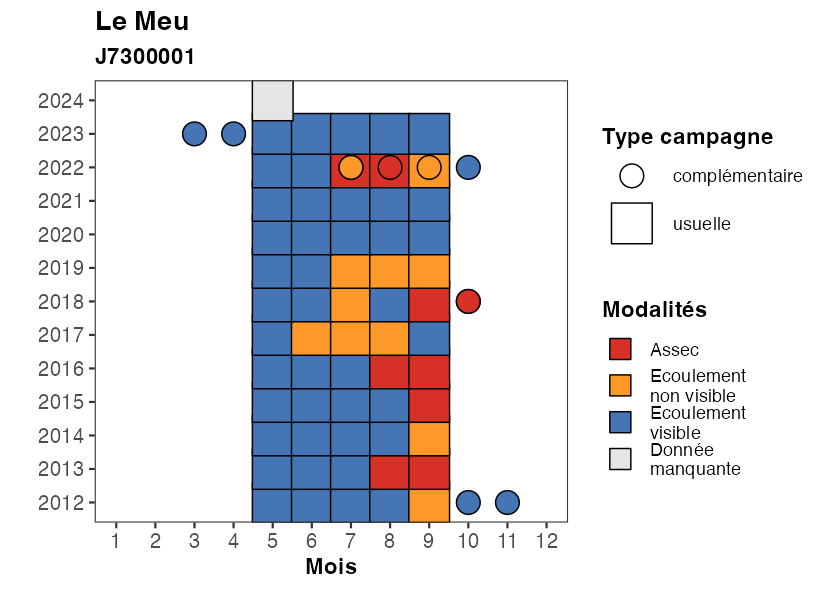 Le Meu
J7300001
2024
2023
2022
2021
2020
2019
2018
2017
2016
2015
2014
2013
2012
1 2 3 4 5 6 7 8 9 10 11 12
Mois
Type campagne
complémentaire
usuelle
Modalités
Assec
Ecoulement
non visible
Ecoulement
visible
Donnée
manquante